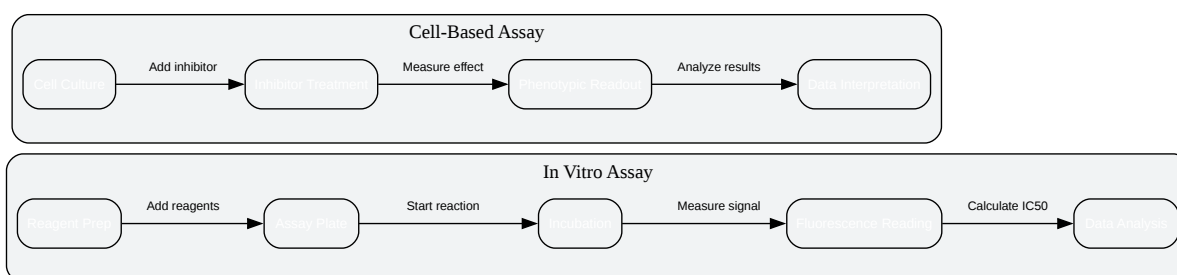 Cell-Based Assay
Cell Culture
Add inhibitor
Inhibitor Treatment
Measure effect
Phenotypic Readout
Analyze results
Data Interpretation
In Vitro Assay
Reagent Prep
Add reagents
Assay Plate
Start reaction
Incubation
Measure signal
Fluorescence Reading
Calculate IC50
Data Analysis